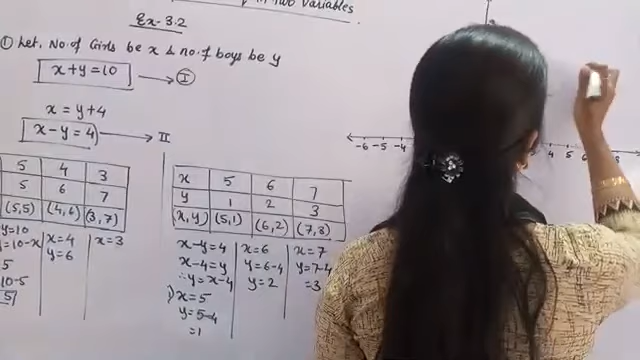 in Two Variables
Ex-3.2
① Let, No. of Girls be x & no. of boys be y
x+y=10 → Ⓘ
x = y+4
x-y=4 → II
5 4 3
5 6 7
(5,5) (4,6) (3,7)
y=10
y=10-x
5
10-5
5
x=4
y=6
x=3
x 5 6 7
y 1 2 3
(x,y) (5,1) (6,2) (7,3)
x-y=4
x-4=y
∴y=x-4
x=5
y=5-4
=1
x=6
y=6-4
y=2
x=7
y=7-4
=3
-6 -5 -4
4 5 6